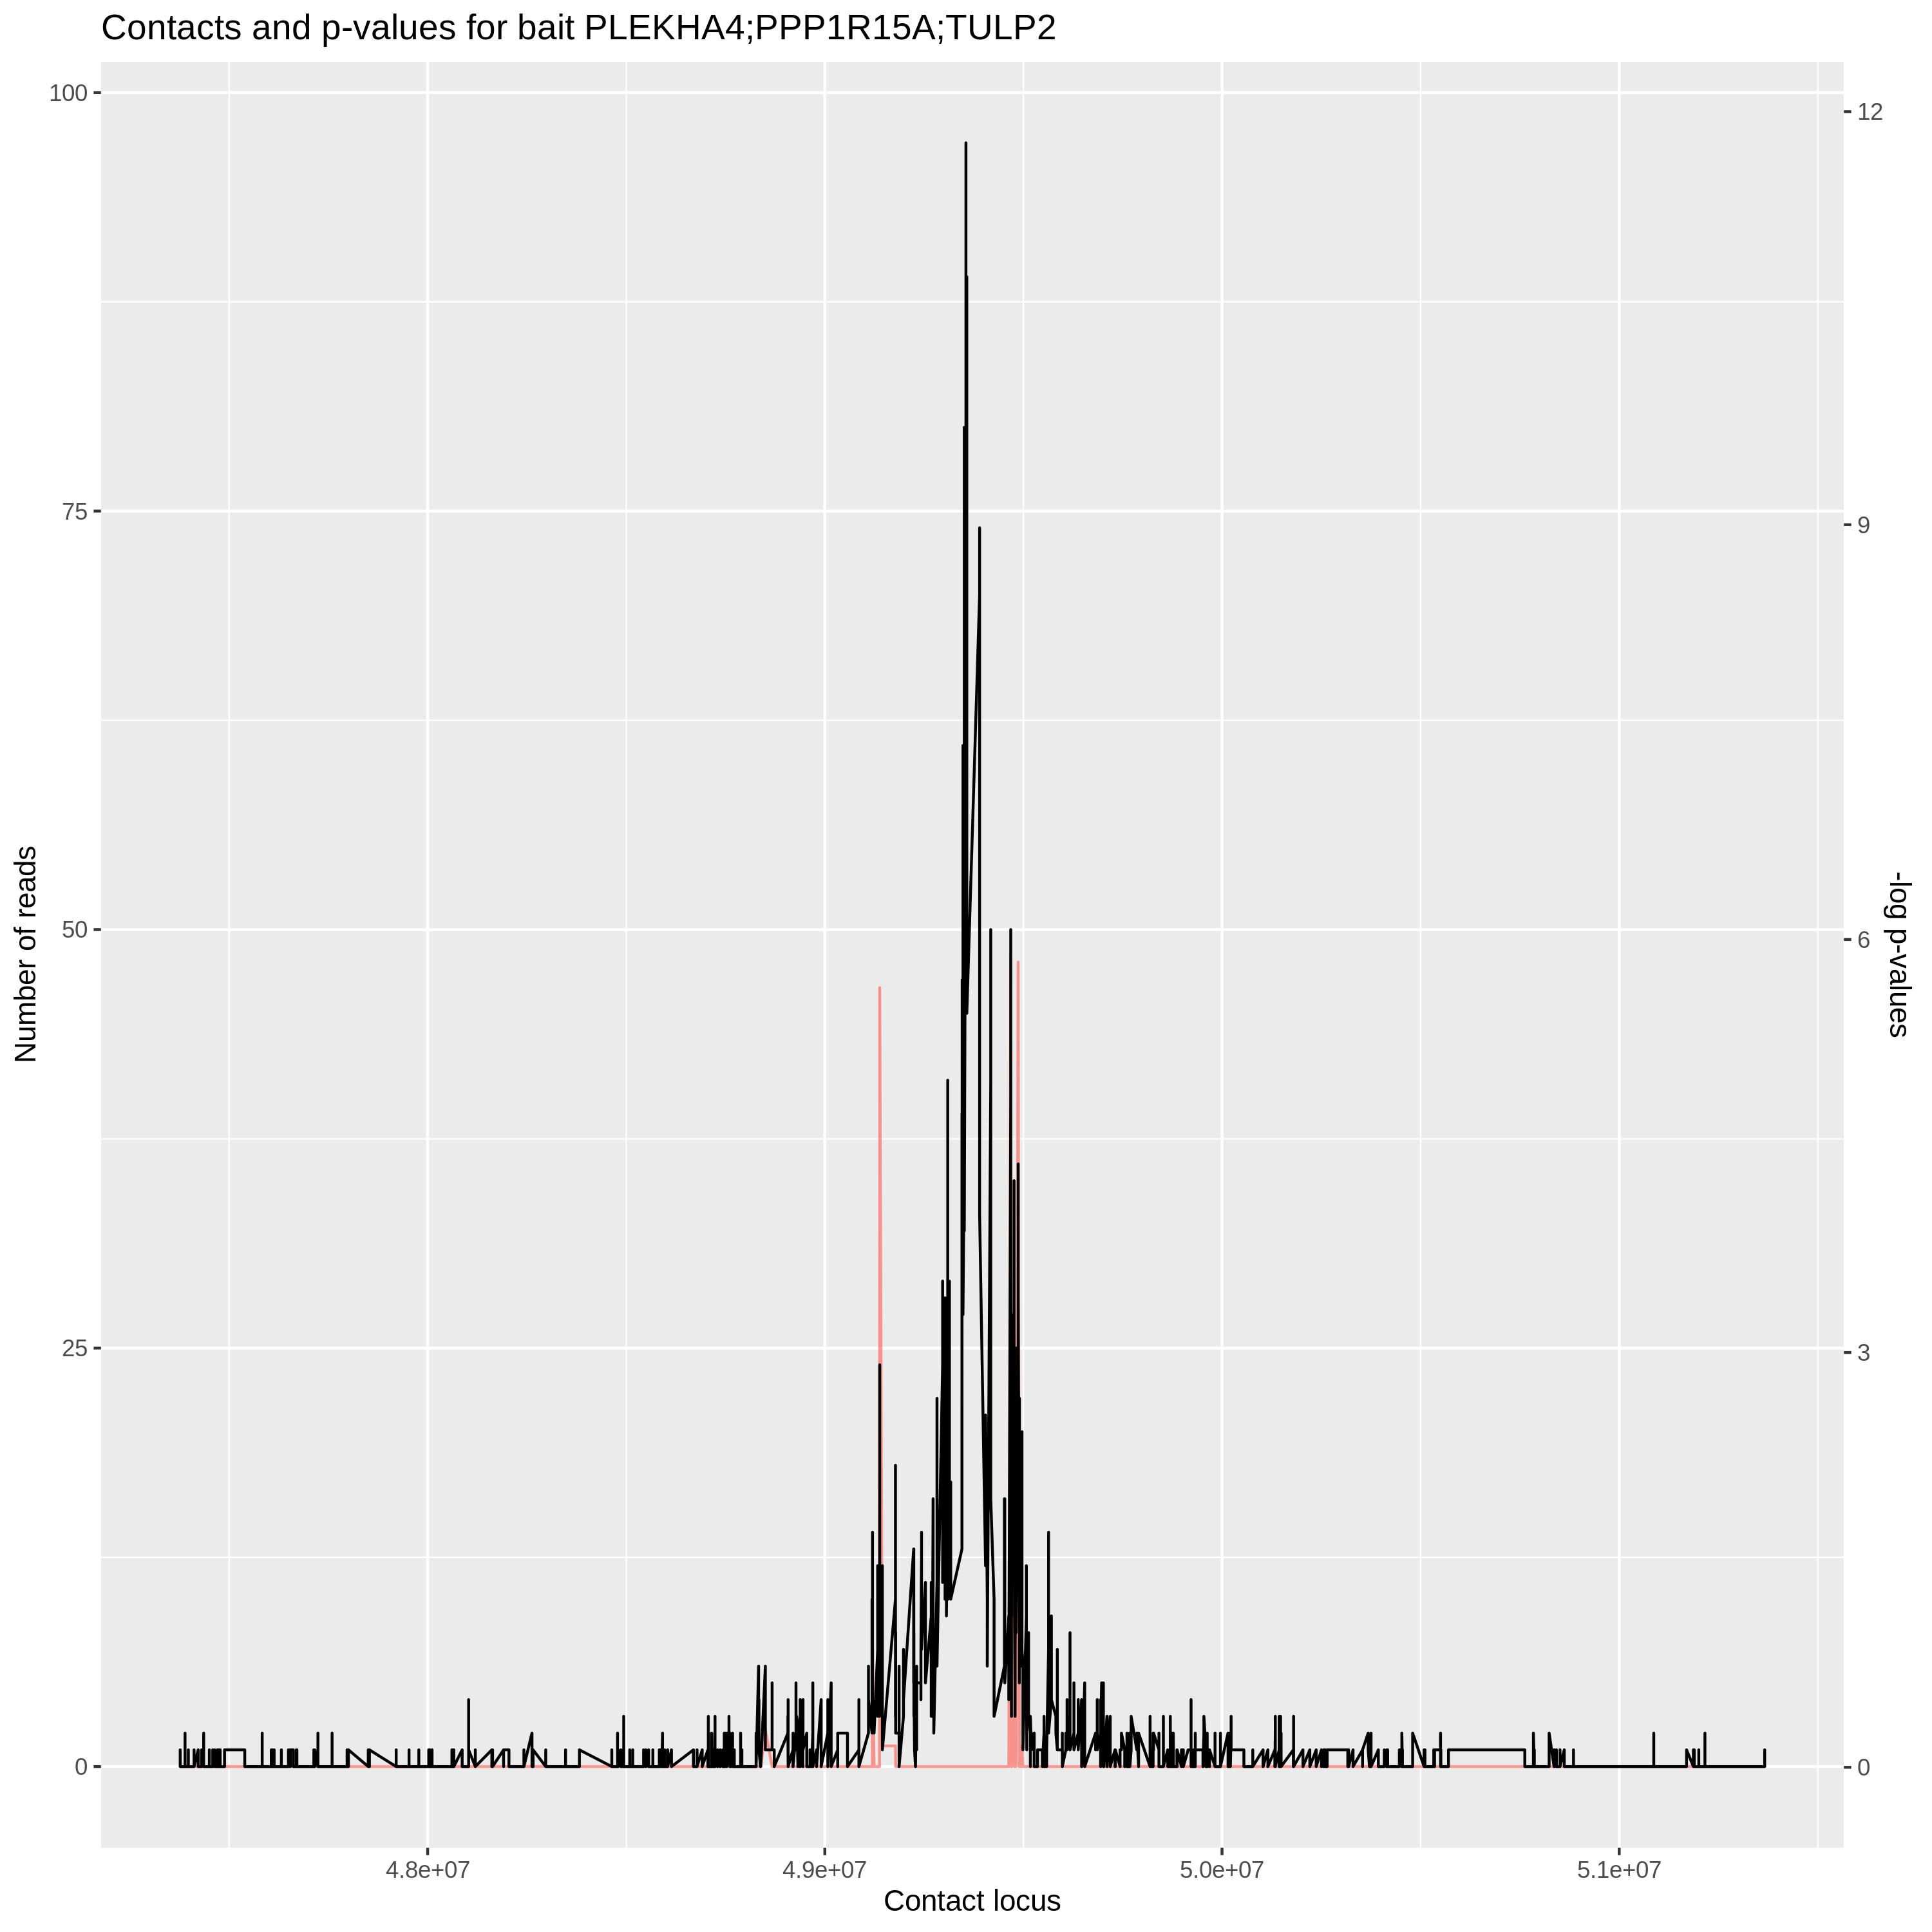 Contacts and p-values for bait PLEKHA4;PPP1R15A;TULP2
100
75
50
25
0
Number of reads
12
9
6
3
0
-log p-values
4.8e+07 4.9e+07 5.0e+07 5.1e+07
Contact locus